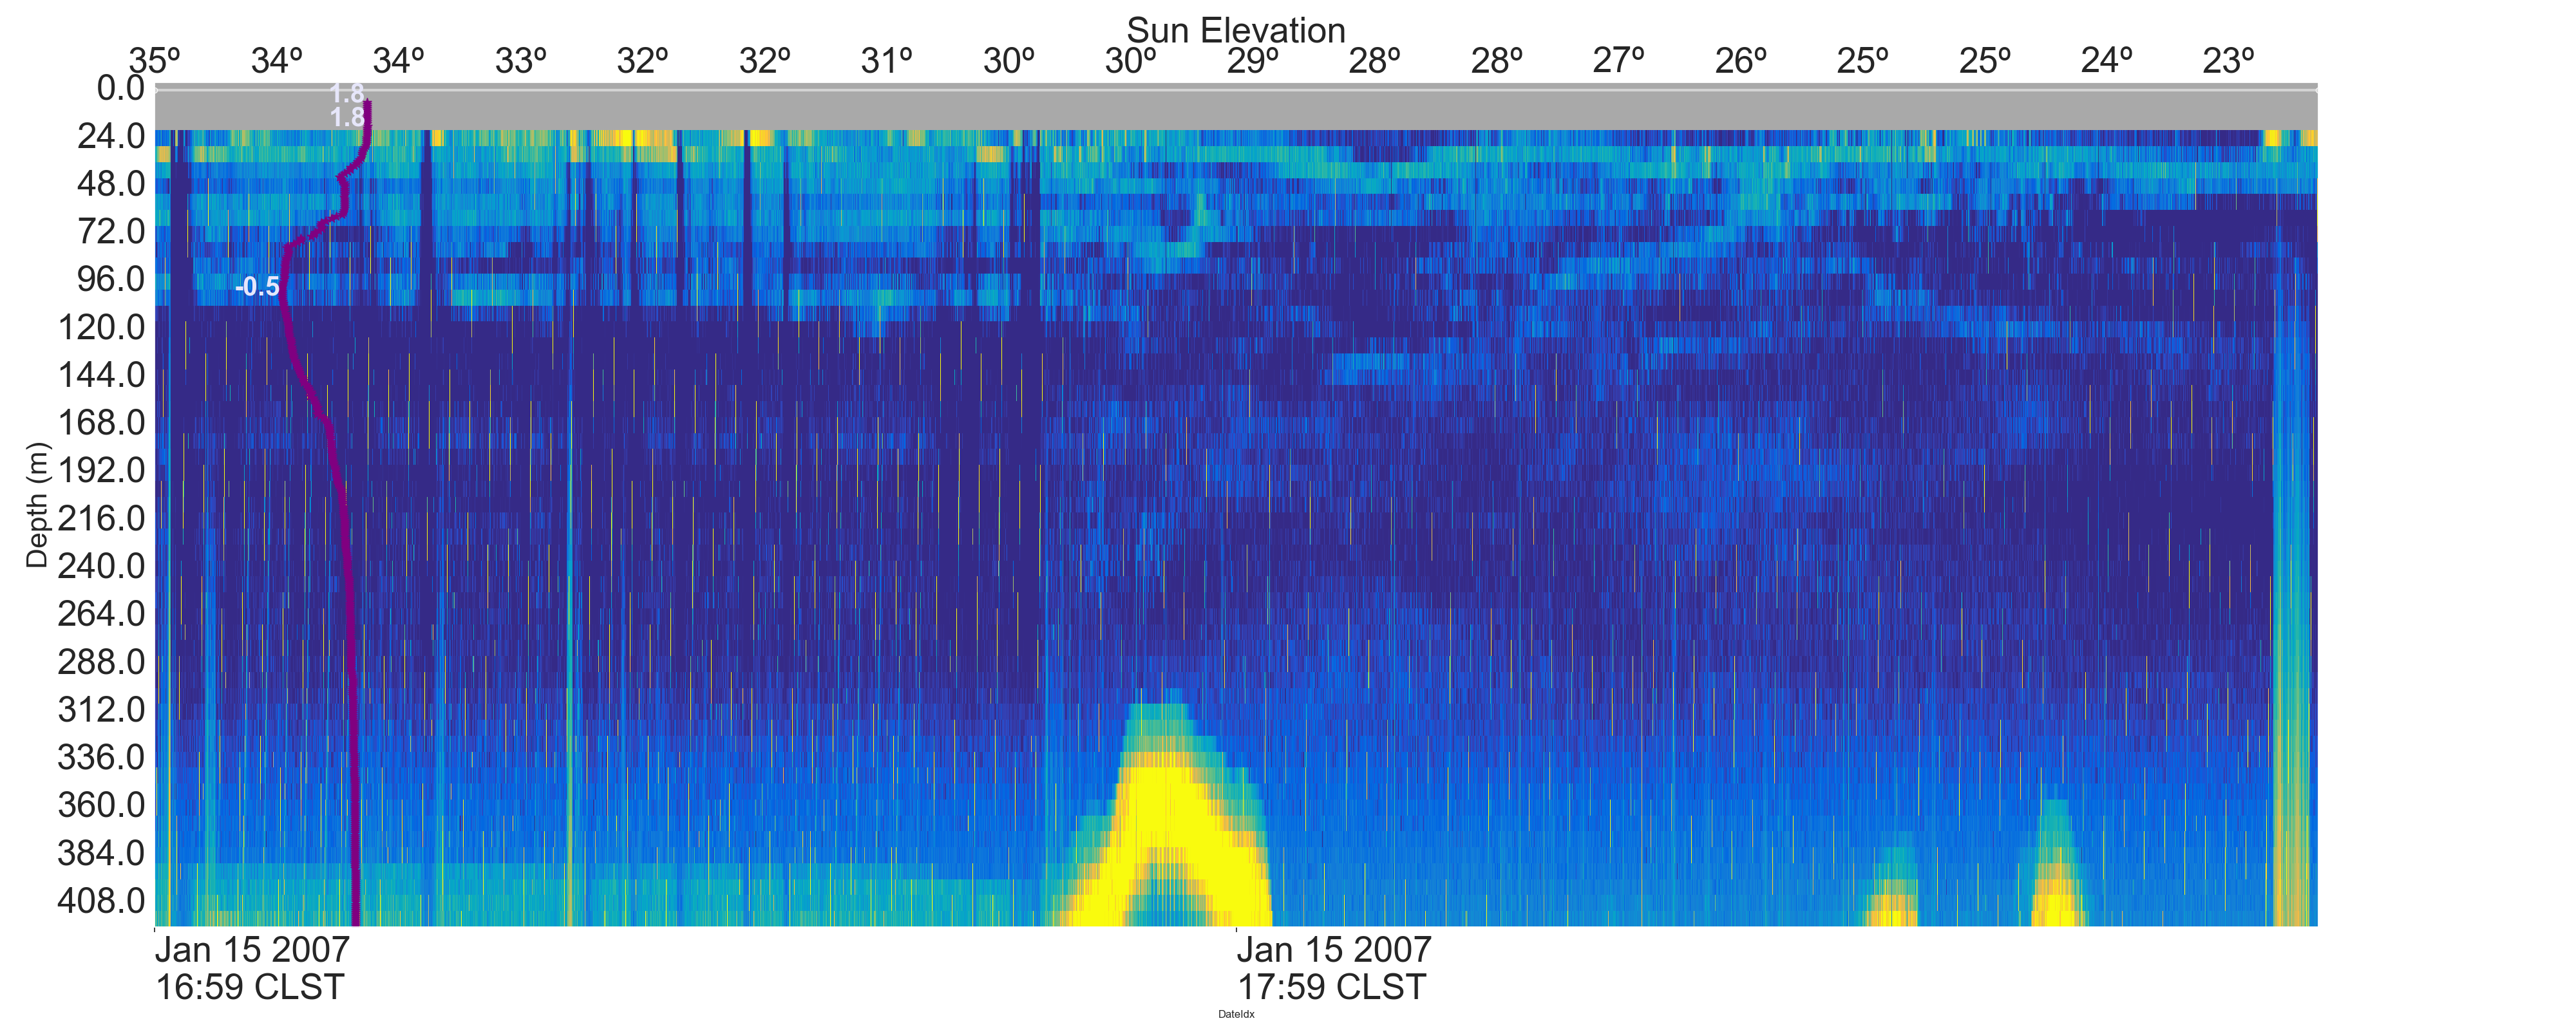 Sun Elevation
35º 34º 34º 33º 32º 32º 31º 30º 30º 29º 28º 28º 27º 26º 25º 25º 24º 23º
0.0
24.0
48.0
72.0
96.0
120.0
144.0
168.0
192.0
216.0
240.0
264.0
288.0
312.0
336.0
360.0
384.0
408.0
Depth (m)
1.8
1.8
-0.5
Jan 15 2007
16:59 CLST
Jan 15 2007
17:59 CLST
DateIdx